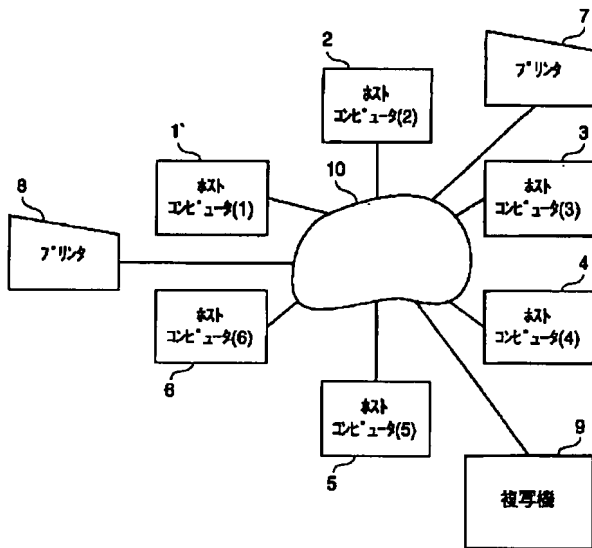 7
プリンタ
2
ホスト
コンピュータ(2)
1
ホスト
コンピュータ(1)
10
3
ホスト
コンピュータ(3)
8
プリンタ
4
ホスト
コンピュータ(4)
ホスト
コンピュータ(6)
6
ホスト
コンピュータ(5)
5
9
複写機